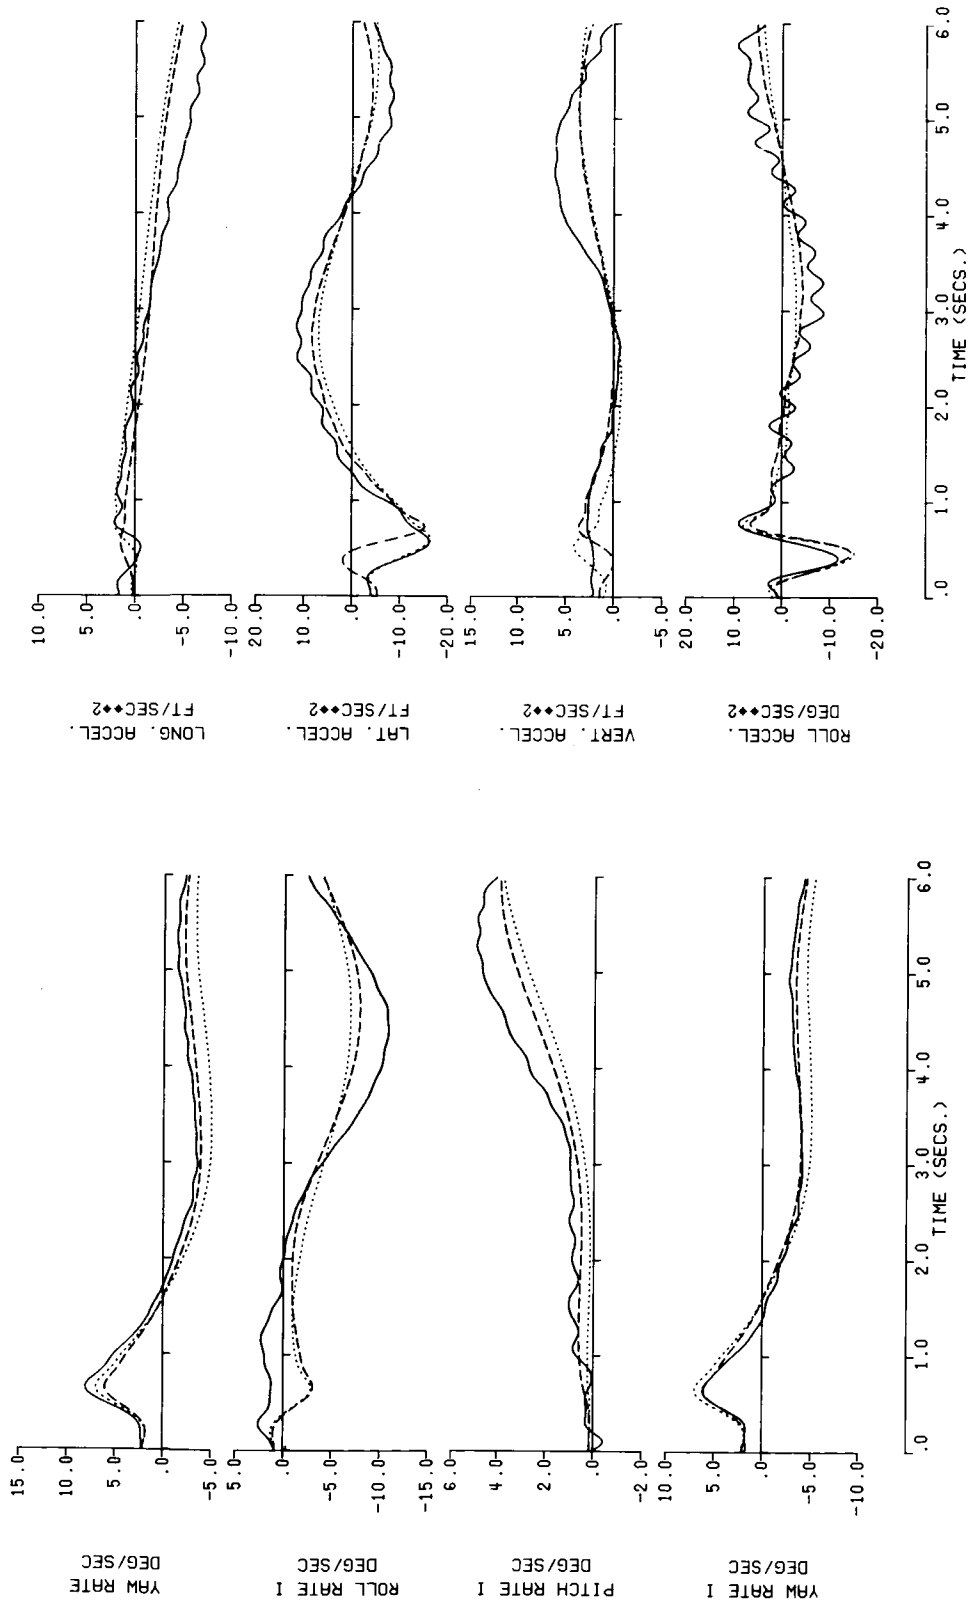 YAW RATE
DEG/SEC
15.0
10.0
5.0
.0
-5.0
ROLL RATE I
DEG/SEC
5.0
.0
-5.0
-10.0
-15.0
PITCH RATE I
DEG/SEC
6.
4.
2.
.0
-2.
YAW RATE I
DEG/SEC
10.0
5.0
.0
-5.0
-10.0
.0 1.0 2.0 3.0 4.0 5.0 6.0
TIME (SECS.)
LONG. ACCEL.
FT/SEC♦♦2
10.0
5.0
.0
-5.0
-10.0
LAT. ACCEL.
FT/SEC♦♦2
20.0
10.0
.0
-10.0
-20.0
VERT. ACCEL.
FT/SEC♦♦2
15.0
10.0
5.0
.0
-5.0
ROLL ACCEL.
DEG/SEC♦♦2
20.0
10.0
.0
-10.0
-20.0
.0 1.0 2.0 3.0 4.0 5.0 6.0
TIME (SECS.)